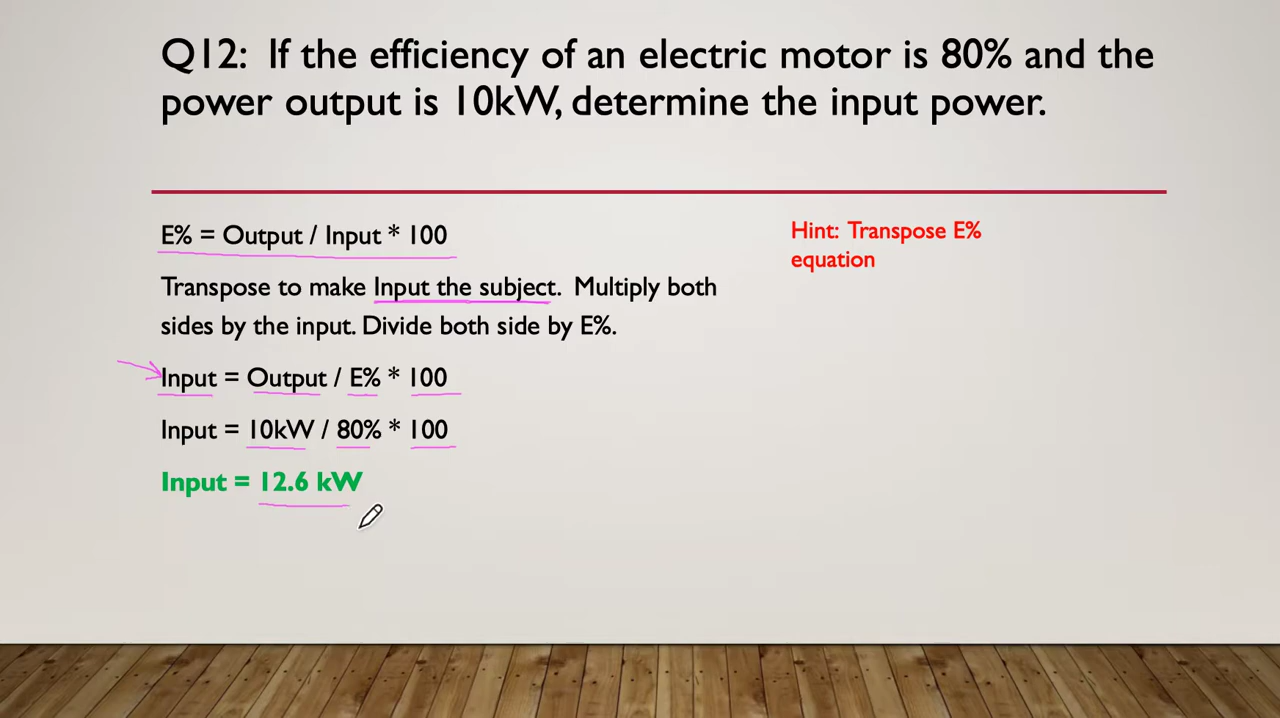 Q12: If the efficiency of an electric motor is 80% and the
power output is 10kW, determine the input power.
E% = Output / Input * 100
Hint: Transpose E%
equation
Transpose to make Input the subject. Multiply both
sides by the input. Divide both side by E%.
Input = Output / E% * 100
Input = 10kW / 80% * 100
Input = 12.6 kW